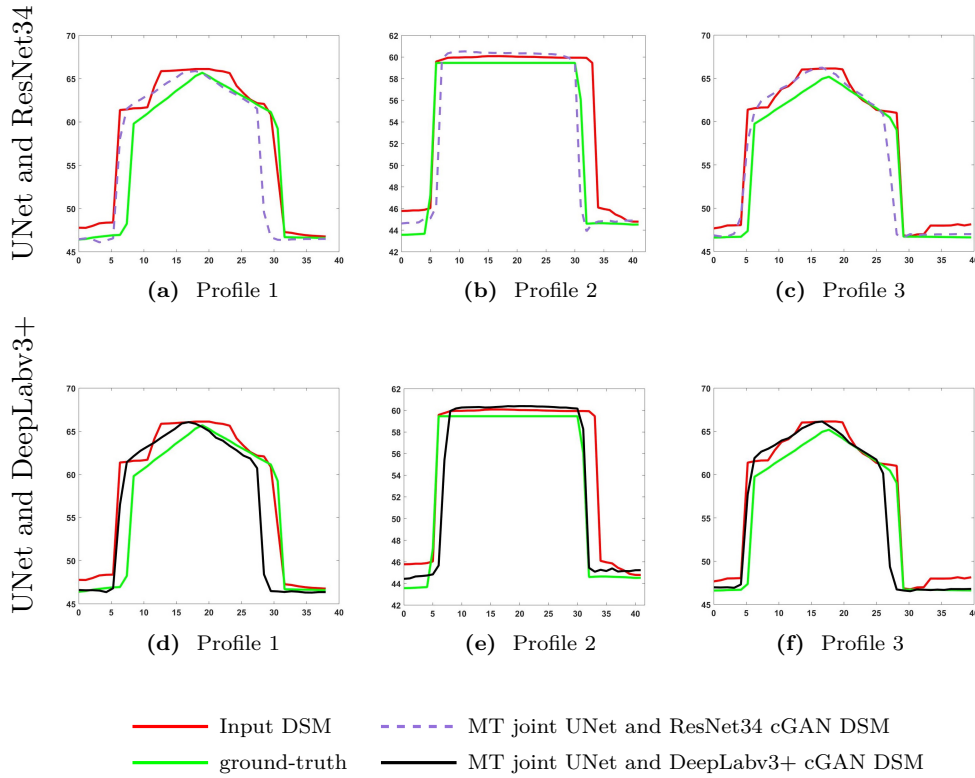 UNet and ResNet34
70
65
60
55
50
45
0 5 10 15 20 25 30 35 40
(a) Profile 1
62
60
58
56
54
52
50
48
46
44
42
0 5 10 15 20 25 30 35 40
(b) Profile 2
70
65
60
55
50
45
0 5 10 15 20 25 30 35 40
(c) Profile 3
UNet and DeepLabv3+
70
65
60
55
50
45
0 5 10 15 20 25 30 35 40
(d) Profile 1
62
60
58
56
54
52
50
48
46
44
42
0 5 10 15 20 25 30 35 40
(e) Profile 2
70
65
60
55
50
45
0 5 10 15 20 25 30 35 40
(f) Profile 3
Input DSM
MT joint UNet and ResNet34 cGAN DSM
ground-truth
MT joint UNet and DeepLabv3+ cGAN DSM